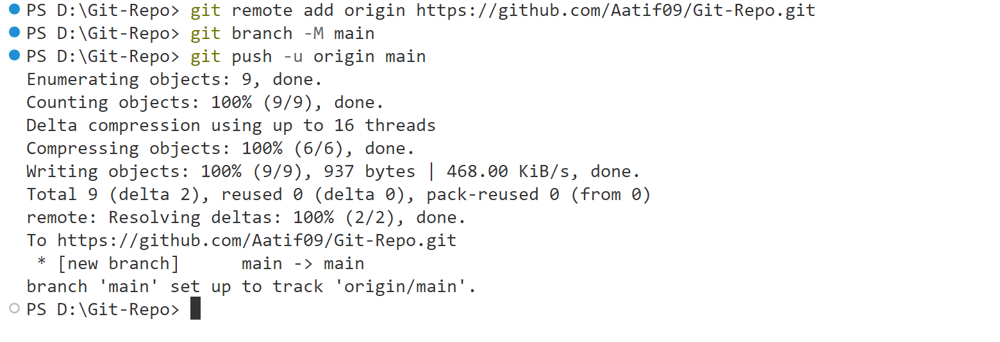 PS D:\Git-Repo> git remote add origin https://github.com/Aatif09/Git-Repo.git
PS D:\Git-Repo> git branch -M main
PS D:\Git-Repo> git push -u origin main
Enumerating objects: 9, done.
Counting objects: 100% (9/9), done.
Delta compression using up to 16 threads
Compressing objects: 100% (6/6), done.
Writing objects: 100% (9/9), 937 bytes | 468.00 KiB/s, done.
Total 9 (delta 2), reused 0 (delta 0), pack-reused 0 (from 0)
remote: Resolving deltas: 100% (2/2), done.
To https://github.com/Aatif09/Git-Repo.git
 * [new branch]      main -> main
branch 'main' set up to track 'origin/main'.
PS D:\Git-Repo>